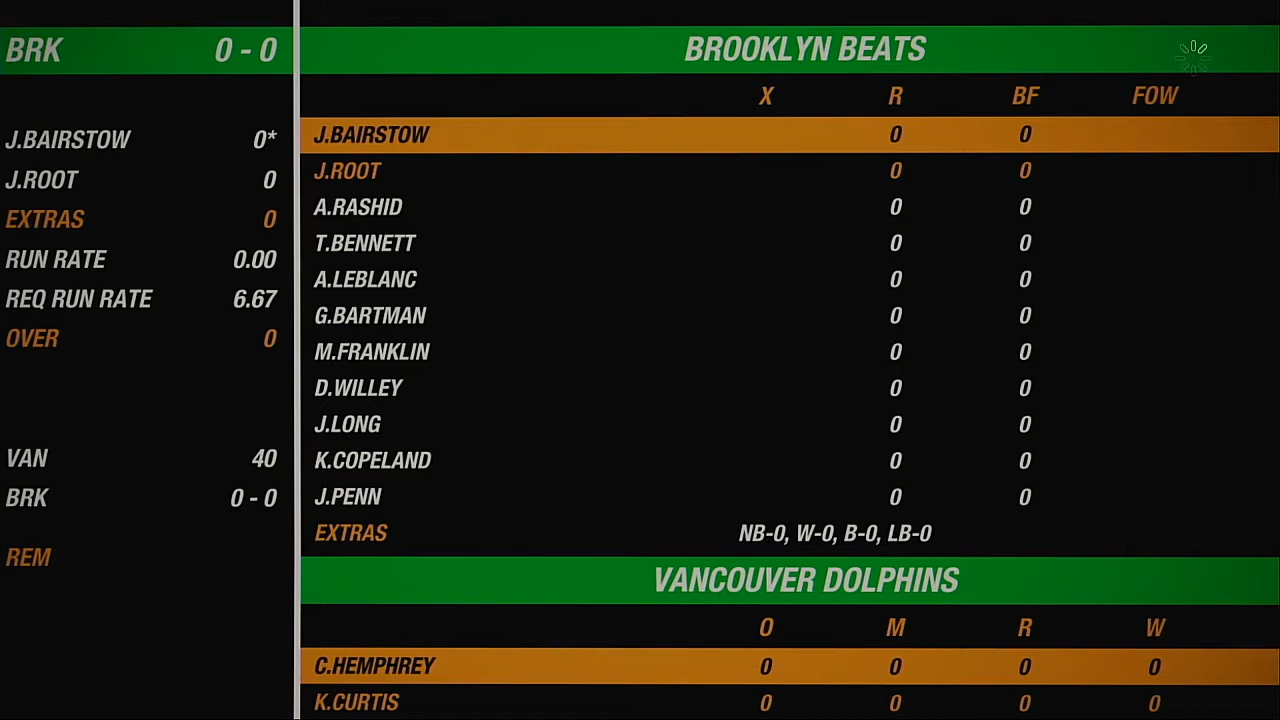 BRK 0 - 0
J.BAIRSTOW 0*
J.ROOT 0
EXTRAS 0
RUN RATE 0.00
REQ RUN RATE 6.67
OVER 0
VAN 40
BRK 0 - 0
REM
BROOKLYN BEATS
X R BF FOW
J.BAIRSTOW 0 0
J.ROOT 0 0
A.RASHID 0 0
T.BENNETT 0 0
A.LEBLANC 0 0
G.BARTMAN 0 0
M.FRANKLIN 0 0
D.WILLEY 0 0
J.LONG 0 0
K.COPELAND 0 0
J.PENN 0 0
EXTRAS NB-0, W-0, B-0, LB-0
VANCOUVER DOLPHINS
O M R W
C.HEMPHREY 0 0 0 0
K.CURTIS 0 0 0 0